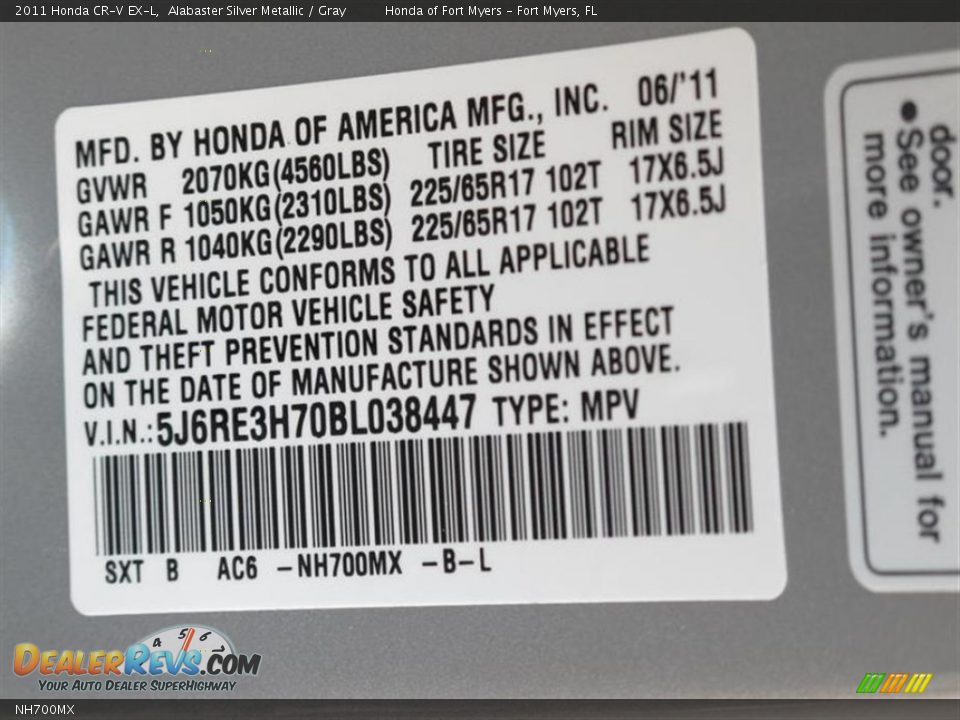 2011 Honda CR-V EX-L, Alabaster Silver Metallic / Gray Honda of Fort Myers - Fort Myers, FL
MFD. BY HONDA OF AMERICA MFG., INC. 06/'11
GVWR 2070KG(4560LBS) TIRE SIZE RIM SIZE
GAWR F 1050KG(2310LBS) 225/65R17 102T 17X6.5J
GAWR R 1040KG(2290LBS) 225/65R17 102T 17X6.5J
THIS VEHICLE CONFORMS TO ALL APPLICABLE
FEDERAL MOTOR VEHICLE SAFETY
AND THEFT PREVENTION STANDARDS IN EFFECT
ON THE DATE OF MANUFACTURE SHOWN ABOVE.
V.I.N.:5J6RE3H70BL038447 TYPE: MPV
SXT B AC6 -NH700MX -B-L
door.
●See owner's manual for
more information.
4 5 6 7
DEALERREVS.COM
YOUR AUTO DEALER SUPERHIGHWAY
NH700MX